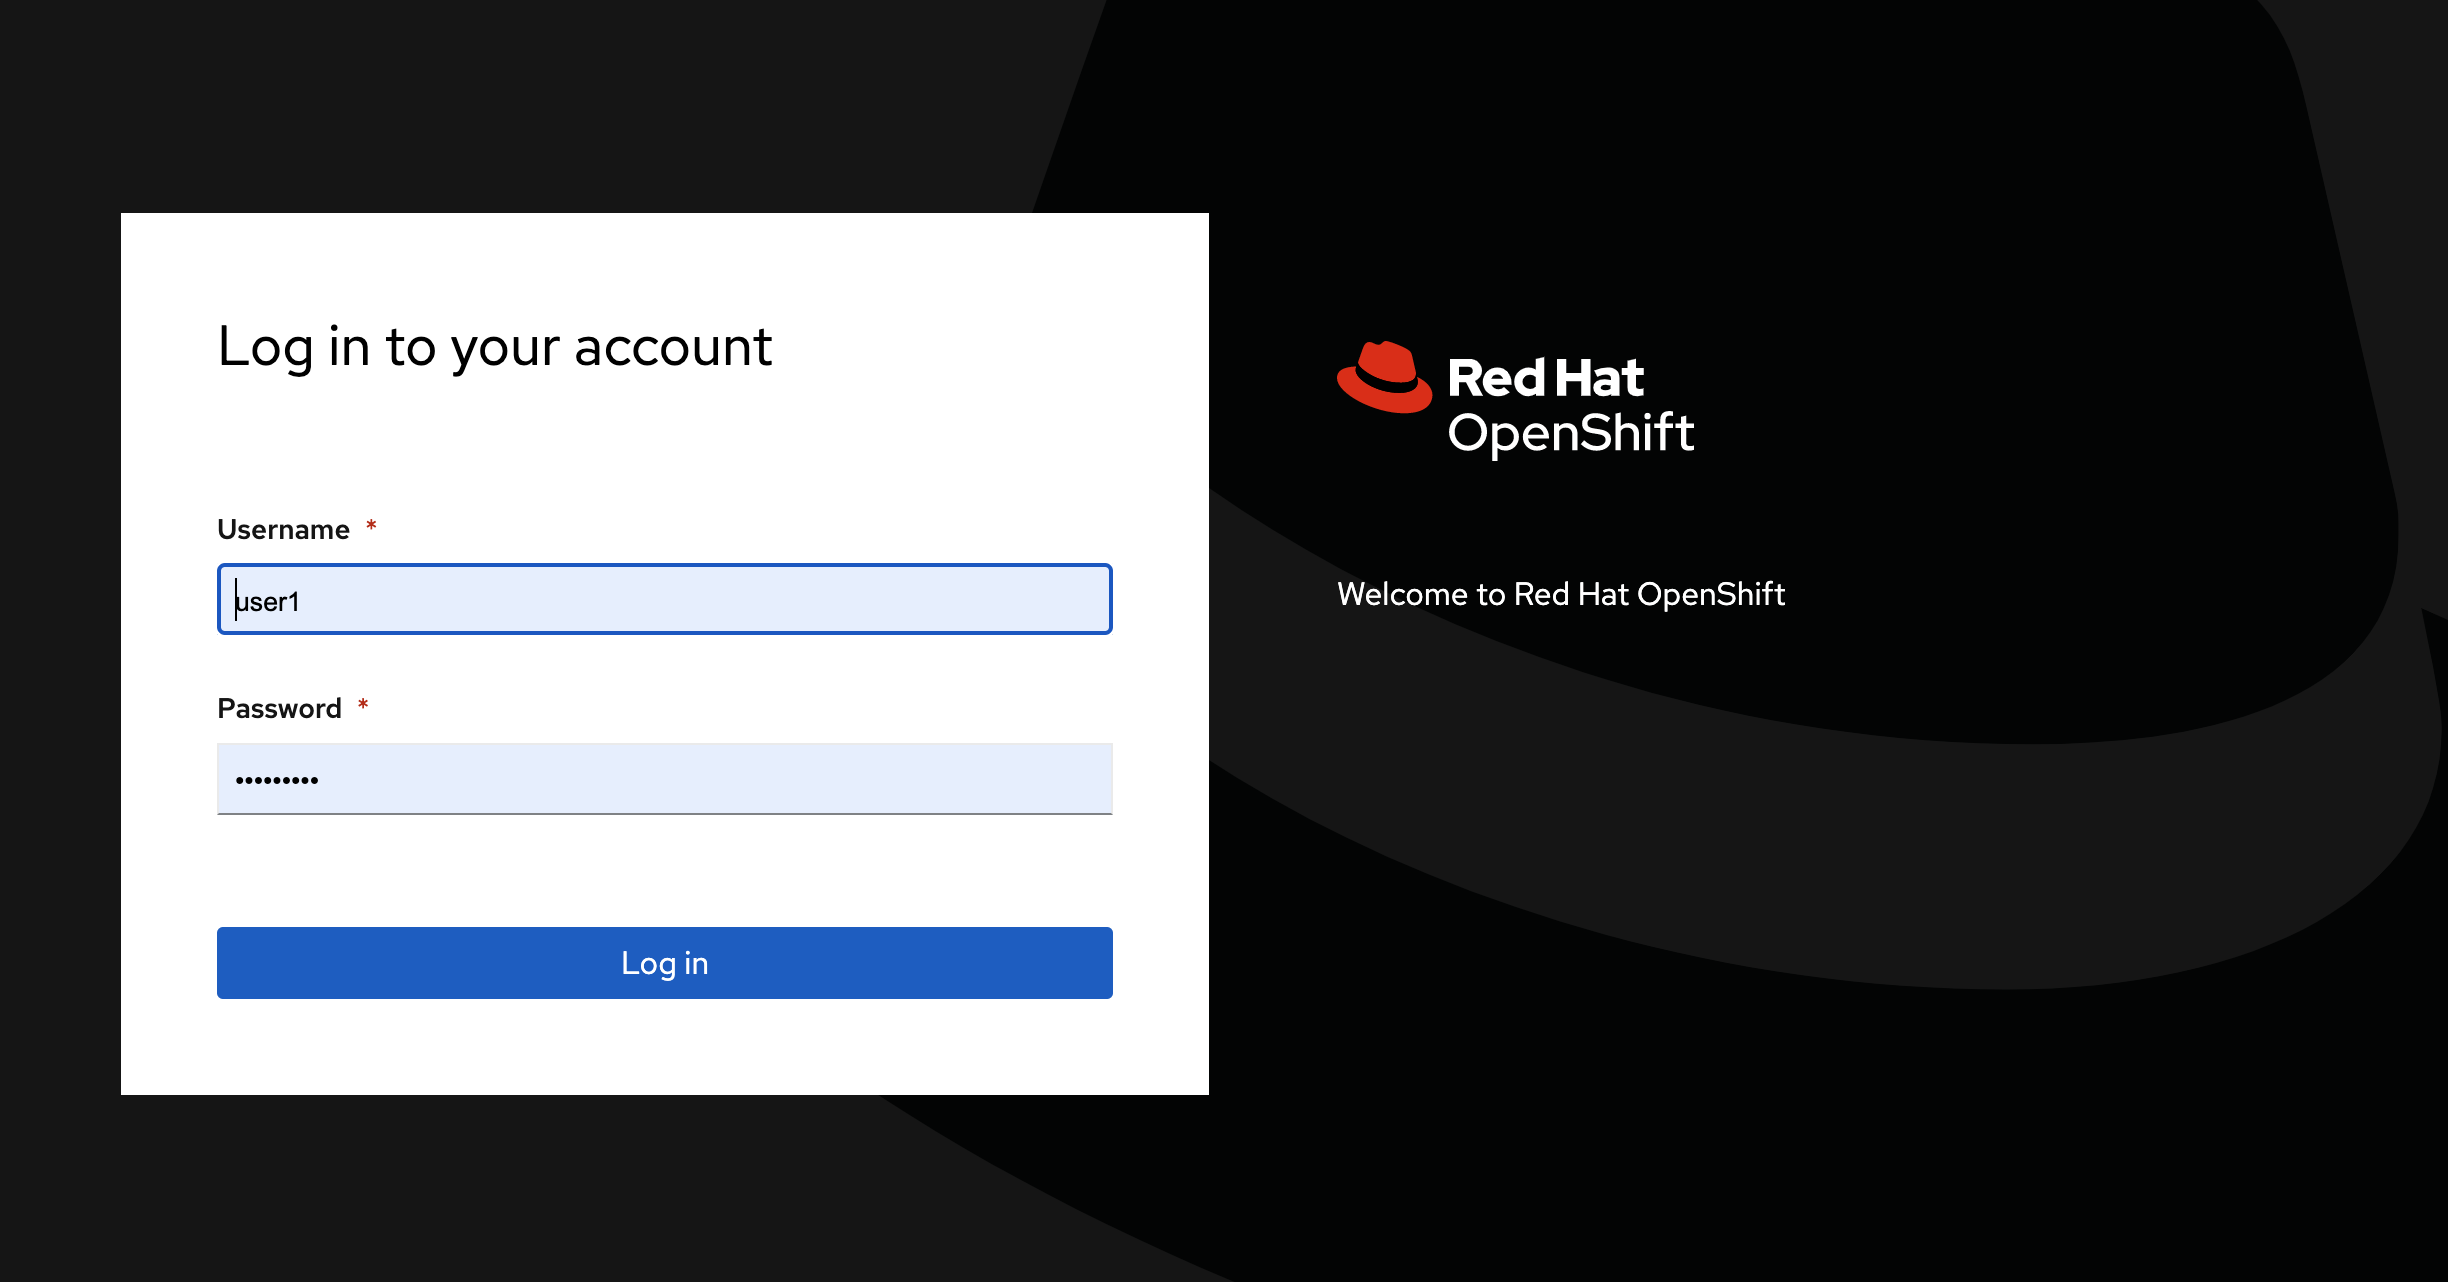 Log in to your account
Username *
user1
Password *
•••••••••
Log in
Red Hat
OpenShift
Welcome to Red Hat OpenShift